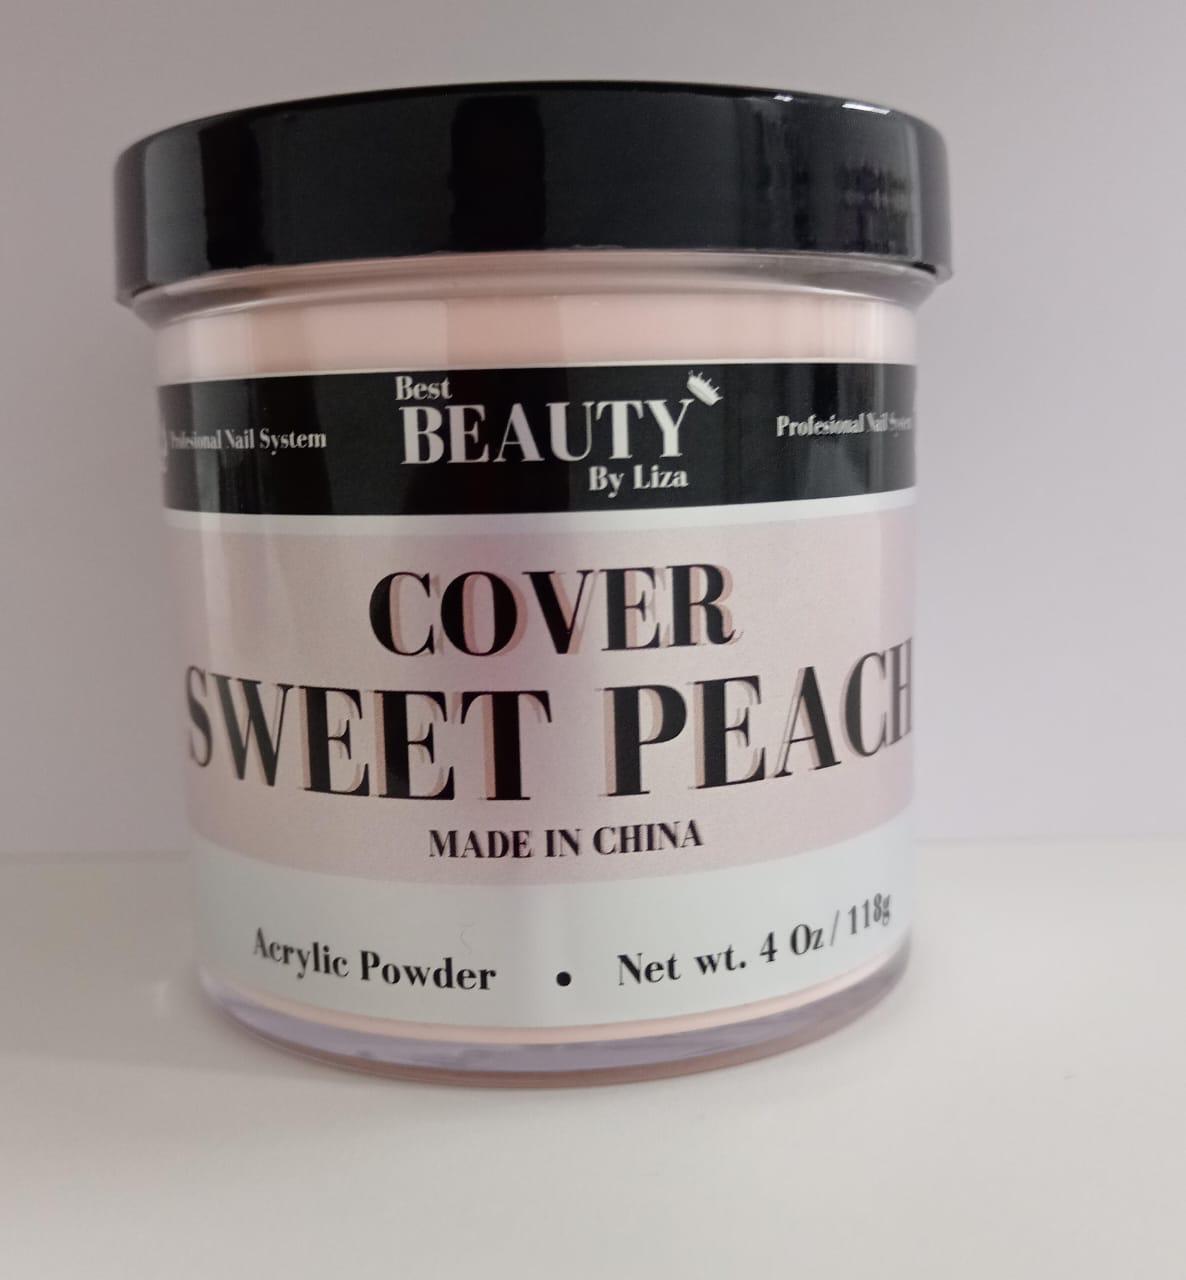 Best
BEAUTY
By Liza
Profesional Nail System
Profesional Nail System
COVER
SWEET PEACH
MADE IN CHINA
Acrylic Powder • Net wt. 4 Oz / 118g